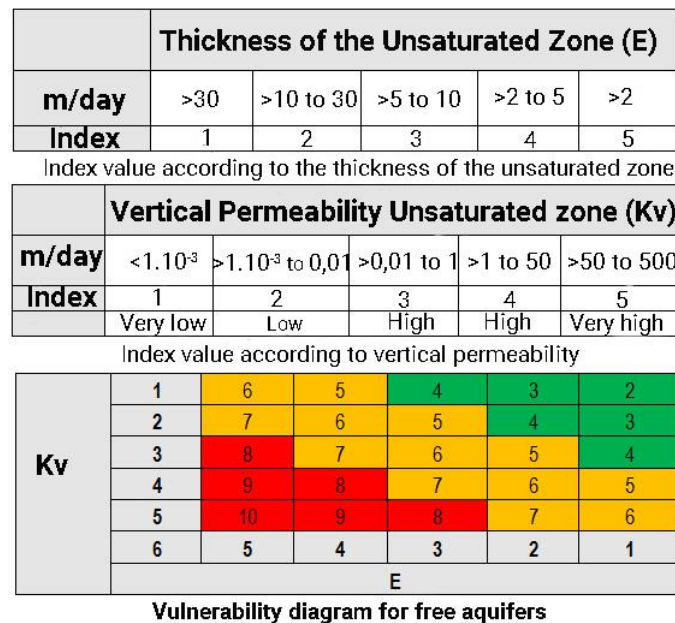 Thickness of the Unsaturated Zone (E)
m/day >30 >10 to 30 >5 to 10 >2 to 5 >2
Index 1 2 3 4 5
Index value according to the thickness of the unsaturated zone
Vertical Permeability Unsaturated zone (Kv)
m/day <1.10⁻³ >1.10⁻³ to 0,01 >0,01 to 1 >1 to 50 >50 to 500
Index 1 2 3 4 5
Very low Low High High Very high
Index value according to vertical permeability
1 6 5 4 3 2
2 7 6 5 4 3
Kv 3 8 7 6 5 4
4 9 8 7 6 5
5 10 9 8 7 6
6 5 4 3 2 1
E
Vulnerability diagram for free aquifers